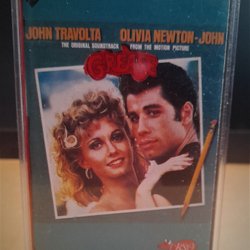 JOHN TRAVOLTA OLIVIA NEWTON-JOHN
THE ORIGINAL SOUNDTRACK FROM THE MOTION PICTURE
GREASE